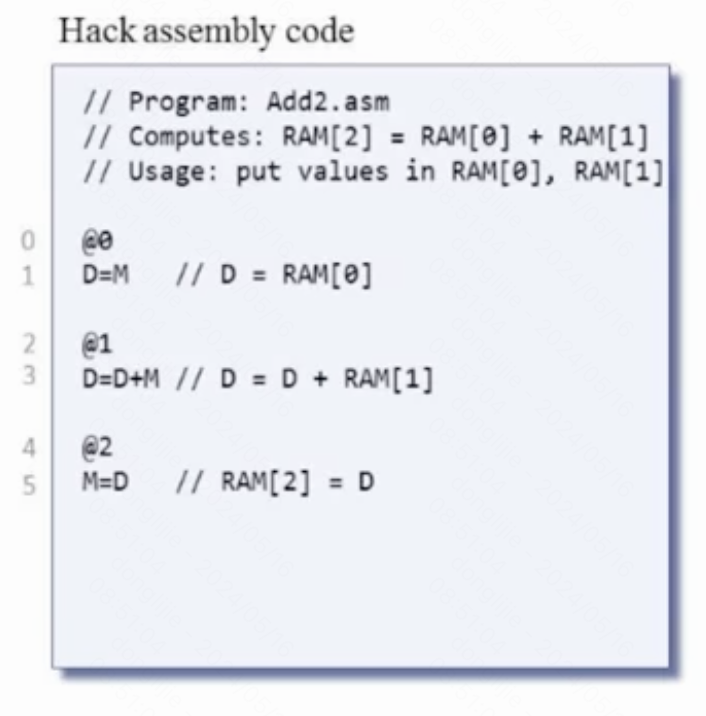 Hack assembly code
// Program: Add2.asm
// Computes: RAM[2] = RAM[0] + RAM[1]
// Usage: put values in RAM[0], RAM[1]
0 @0
1 D=M // D = RAM[0]
2 @1
3 D=D+M // D = D + RAM[1]
4 @2
5 M=D // RAM[2] = D